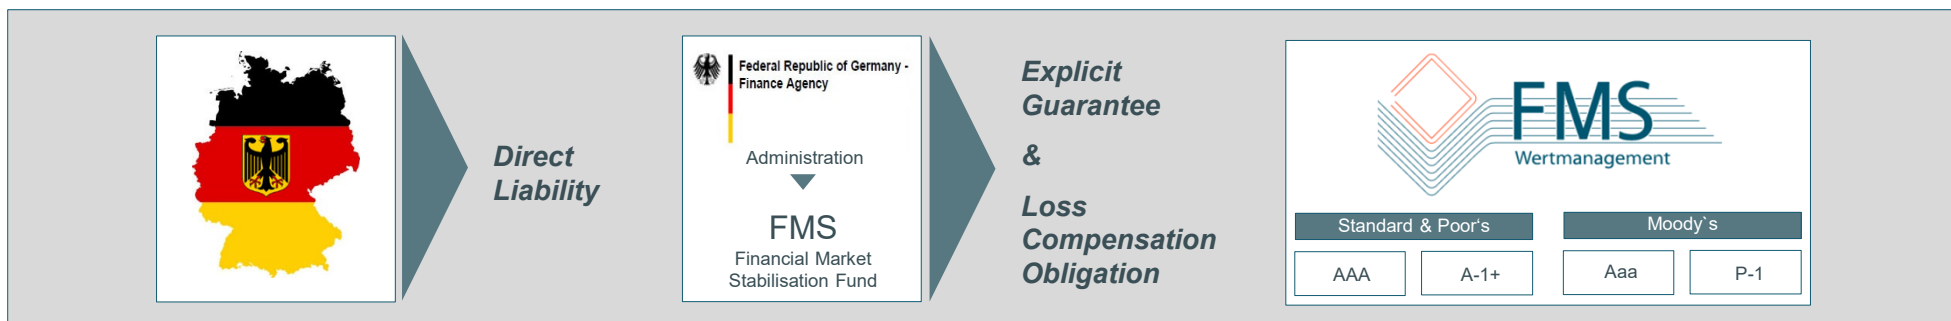 Direct
Liability
Federal Republic of Germany -
Finance Agency
Administration
FMS
Financial Market
Stabilisation Fund
Explicit
Guarantee
&
Loss
Compensation
Obligation
FMS
Wertmanagement
Standard & Poor‘s
Moody`s
AAA
A-1+
Aaa
P-1